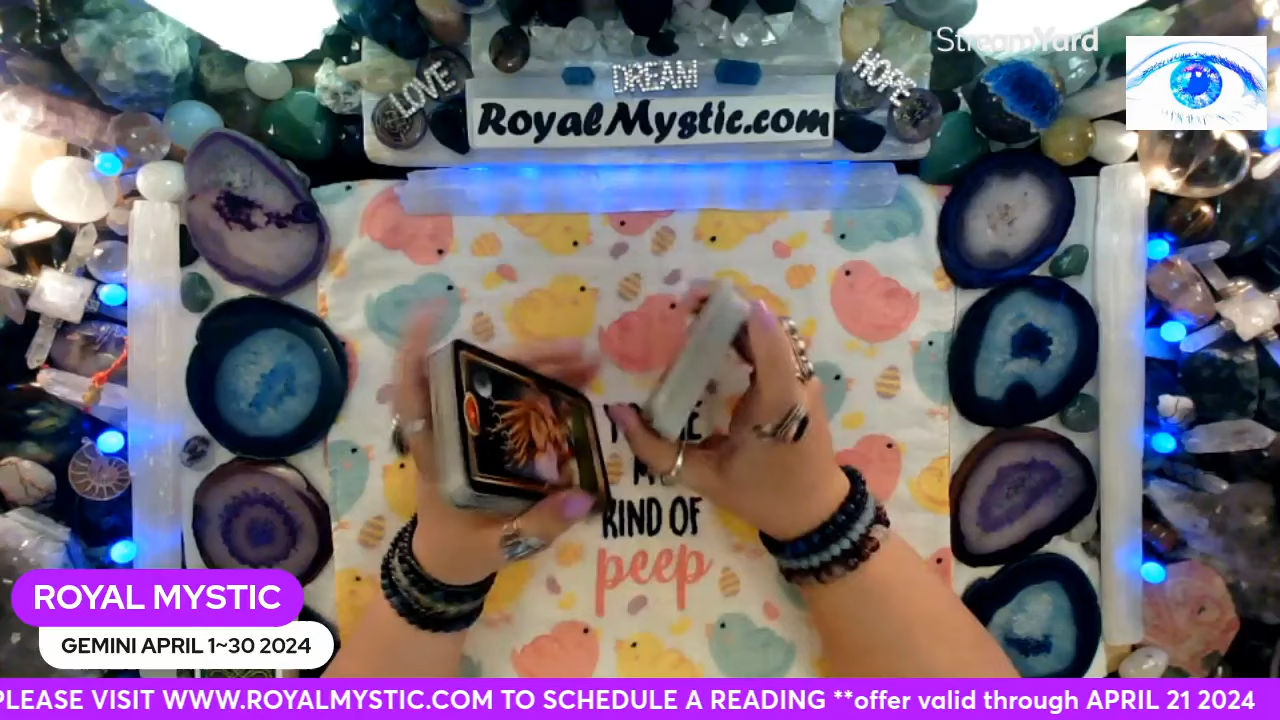 StreamYard
LOVE
DREAM
HOPE
RoyalMystic.com
KIND OF
peep
ROYAL MYSTIC
GEMINI APRIL 1~30 2024
PLEASE VISIT WWW.ROYALMYSTIC.COM TO SCHEDULE A READING **offer valid through APRIL 21 2024